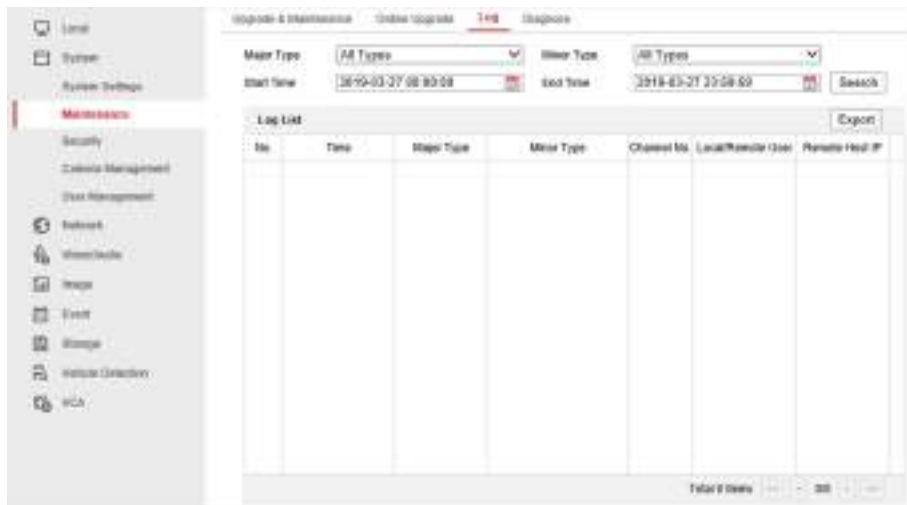 Upgrade & Maintenance Online Upgrade Log Diagnose
Local
System
System Settings
Maintenance
Security
Camera Management
User Management
Network
Video/Audio
Image
Event
Storage
Vehicle Detection
VCA
Major Type All Types Minor Type All Types
Start Time 2019-03-27 00:00:00 End Time 2019-03-27 23:59:59 Search
Log List Export
No. Time Major Type Minor Type Channel No. Local/Remote User Remote Host IP
Total 0 Items